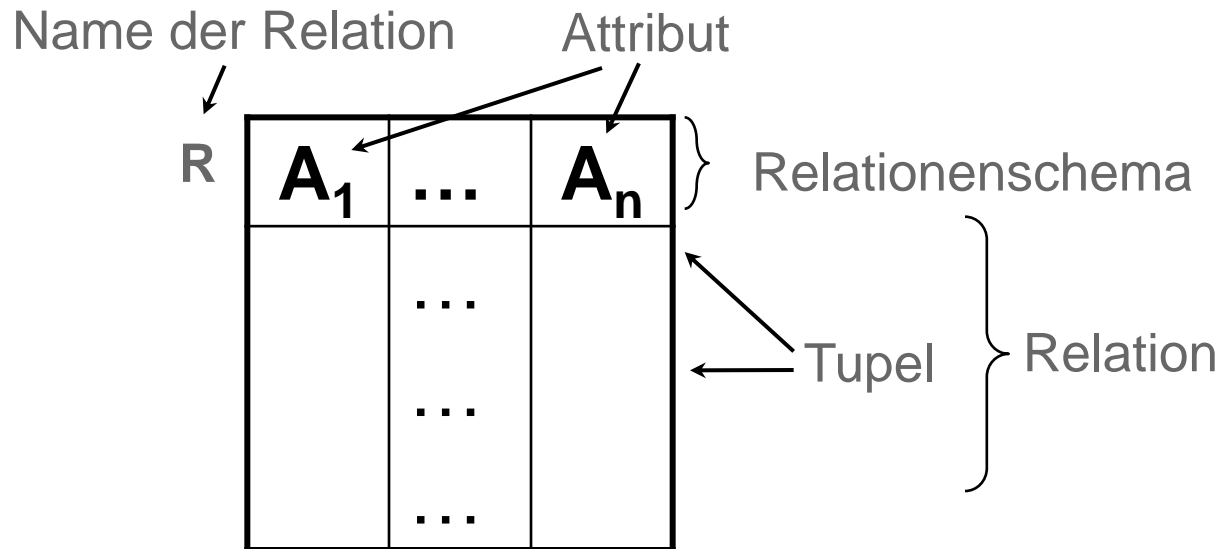 Name der Relation Attribut
R A₁ ... Aₙ Relationenschema
...
Tupel Relation
...
...